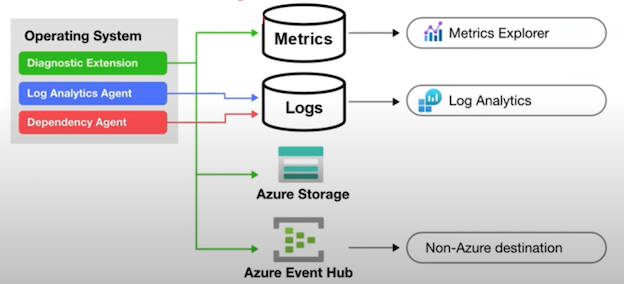 Operating System
Diagnostic Extension
Log Analytics Agent
Dependency Agent
Metrics
Metrics Explorer
Logs
Log Analytics
Azure Storage
Azure Event Hub
Non-Azure destination